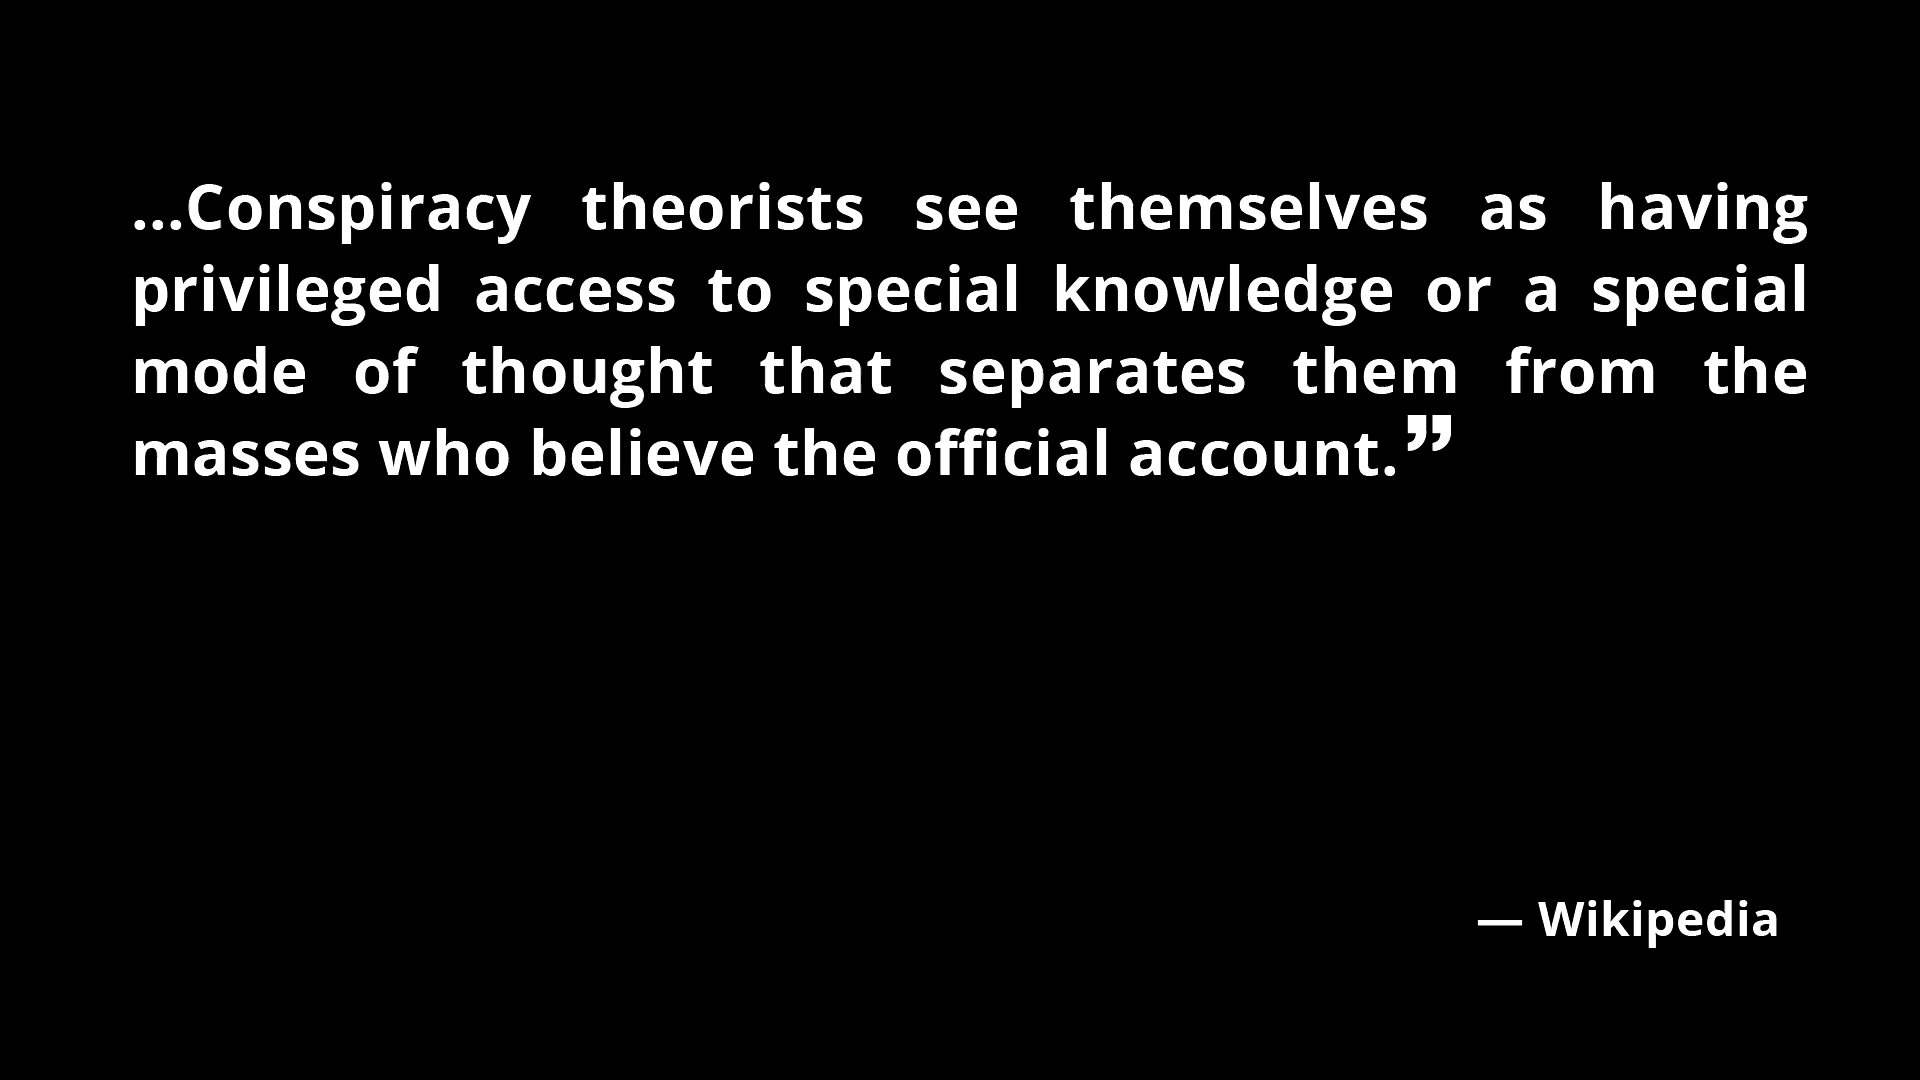 ...Conspiracy theorists see themselves as having
privileged access to special knowledge or a special
mode of thought that separates them from the
masses who believe the official account.”
— Wikipedia